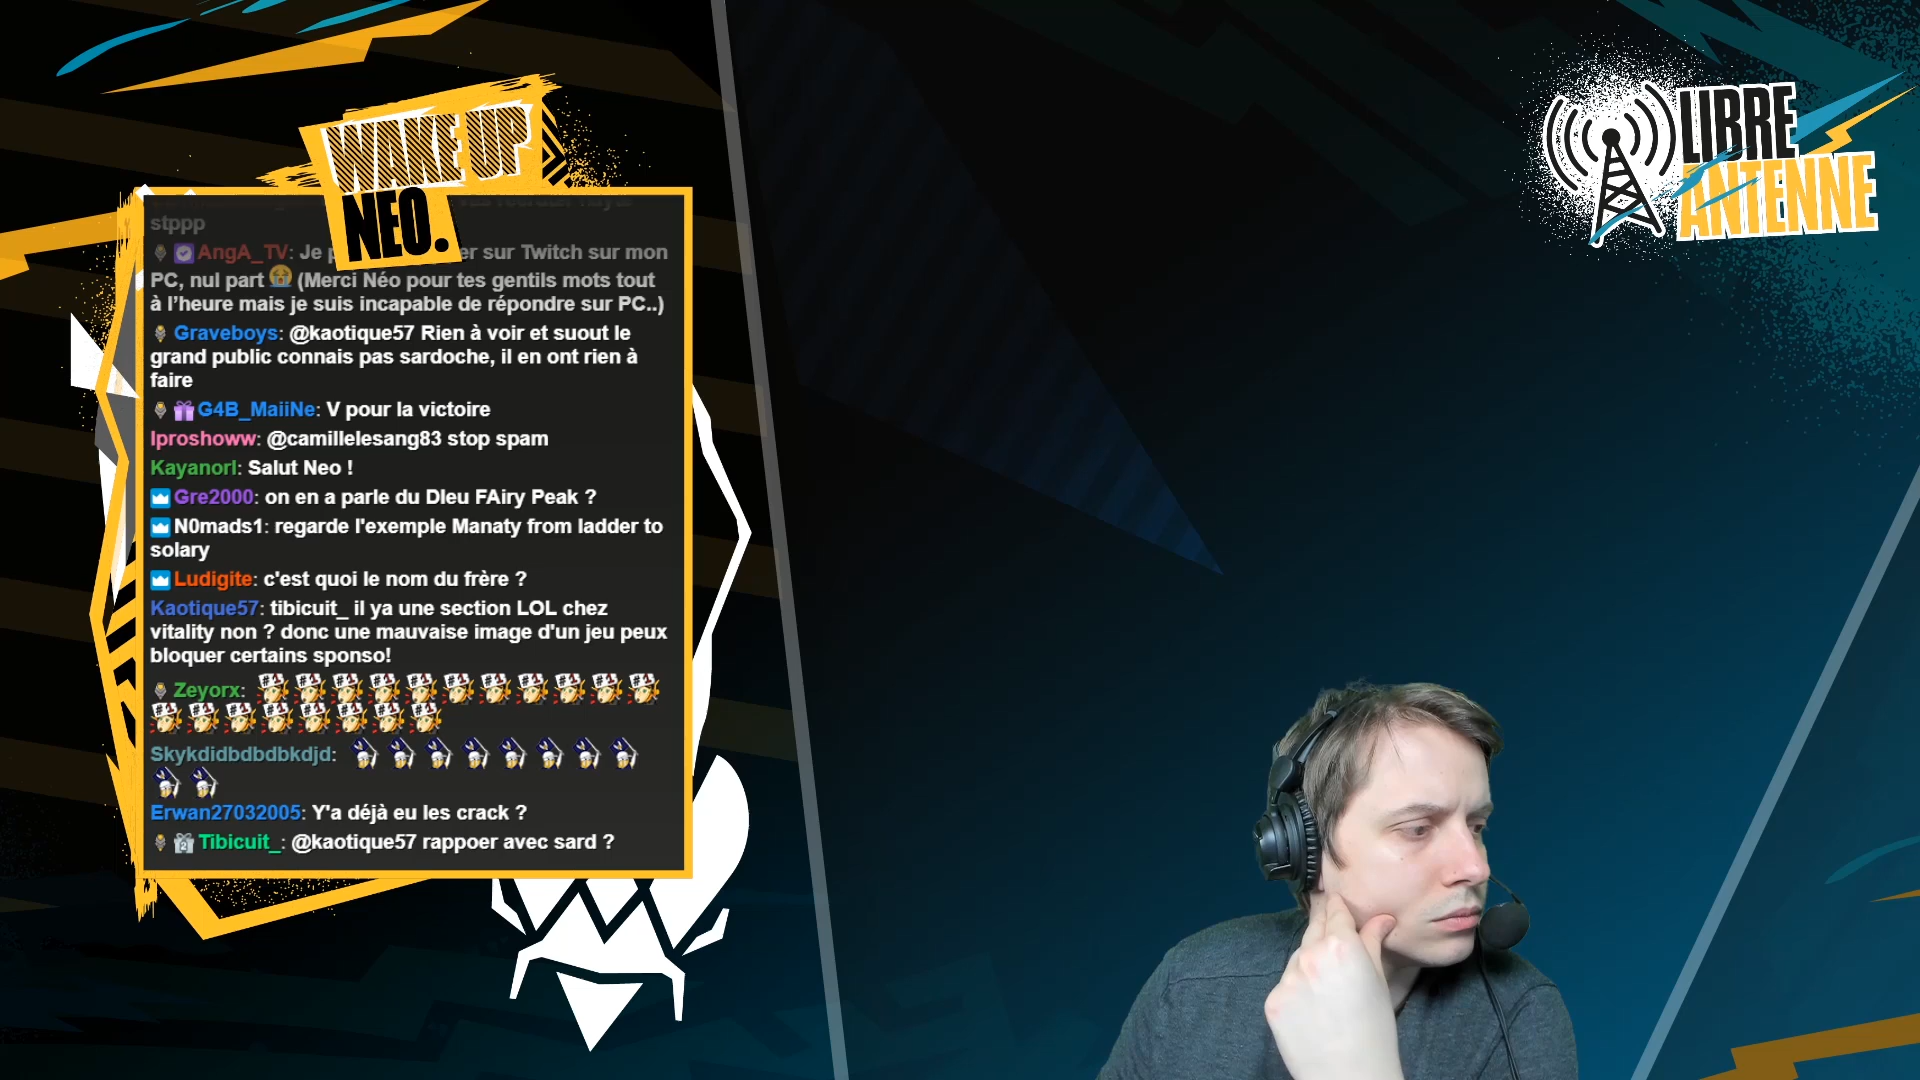 WAKE UP
NEO.
LIBRE
ANTENNE
stppp
AngA_TV: Je er sur Twitch sur mon
PC, nul part (Merci Néo pour tes gentils mots tout
à l'heure mais je suis incapable de répondre sur PC..)
Graveboys: @kaotique57 Rien à voir et suout le
grand public connais pas sardoche, il en ont rien à
faire
G4B_MaiiNe: V pour la victoire
Iproshoww: @camillelesang83 stop spam
Kayanorl: Salut Neo !
Gre2000: on en a parle du DIeu FAiry Peak ?
N0mads1: regarde l'exemple Manaty from ladder to
solary
Ludigite: c'est quoi le nom du frère ?
Kaotique57: tibicuit_ il ya une section LOL chez
vitality non ? donc une mauvaise image d'un jeu peux
bloquer certains sponso!
Zeyorx:
Skykdidbdbdbkdjd:
Erwan27032005: Y'a déjà eu les crack ?
Tibicuit_: @kaotique57 rappoer avec sard ?